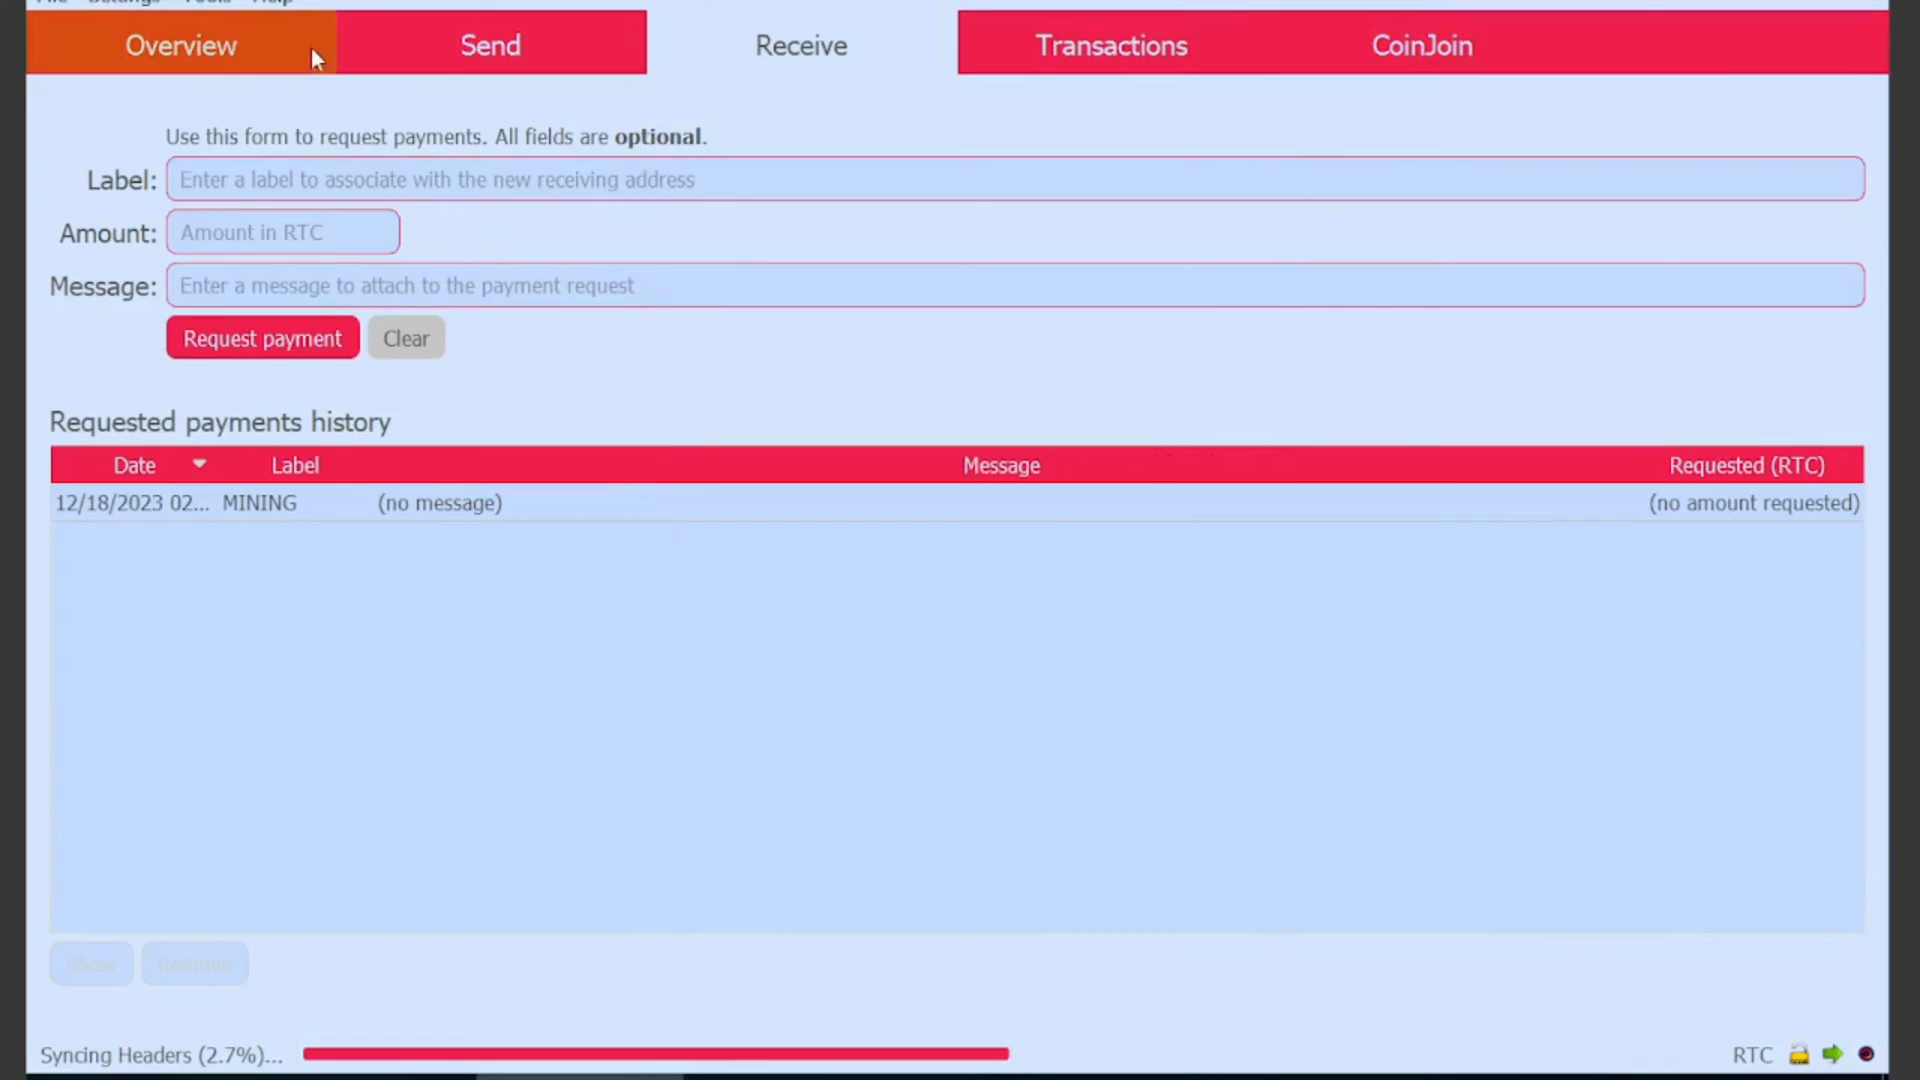 Overview Send Receive Transactions CoinJoin
Use this form to request payments. All fields are optional.
Label: Enter a label to associate with the new receiving address
Amount: Amount in RTC
Message: Enter a message to attach to the payment request
Request payment Clear
Requested payments history
Date Label Message Requested (RTC)
12/18/2023 02... MINING (no message) (no amount requested)
Show Remove
Syncing Headers (2.7%)... RTC